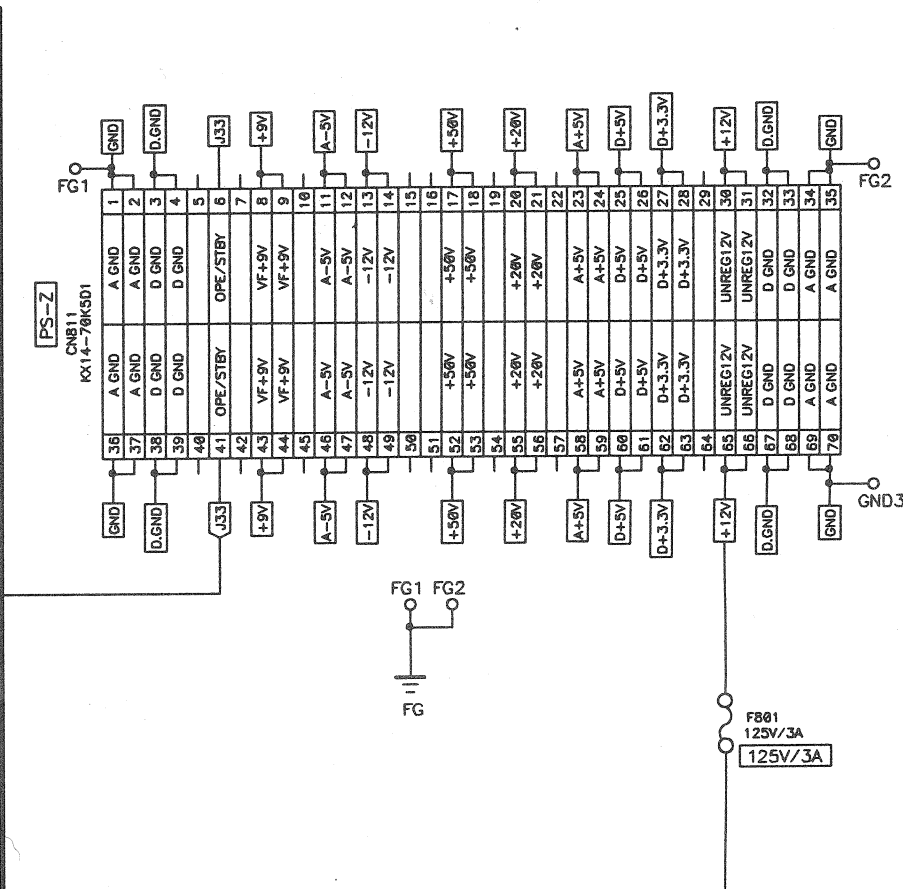 GND
D.GND
J33
+9V
A-5V
-12V
+50V
+20V
A+5V
D+5V
D+3.3V
+12V
D.GND
GND
FG1
FG2
1 2 3 4 5 6 7 8 9 10 11 12 13 14 15 16 17 18 19 20 21 22 23 24 25 26 27 28 29 30 31 32 33 34 35
PS-Z
CN811
KX14-70K5D1
A GND
A GND
D GND
D GND
OPE/STBY
VF+9V
VF+9V
A-5V
A-5V
-12V
-12V
+50V
+50V
+20V
+20V
A+5V
A+5V
D+5V
D+5V
D+3.3V
D+3.3V
UNREG12V
UNREG12V
D GND
D GND
A GND
A GND
A GND
A GND
D GND
D GND
OPE/STBY
VF+9V
VF+9V
A-5V
A-5V
-12V
-12V
+50V
+50V
+20V
+20V
A+5V
A+5V
D+5V
D+5V
D+3.3V
D+3.3V
UNREG12V
UNREG12V
D GND
D GND
A GND
A GND
36 37 38 39 40 41 42 43 44 45 46 47 48 49 50 51 52 53 54 55 56 57 58 59 60 61 62 63 64 65 66 67 68 69 70
GND
D.GND
J33
+9V
A-5V
-12V
+50V
+20V
A+5V
D+5V
D+3.3V
+12V
D.GND
GND
GND3
FG1 FG2
FG
F801
125V/3A
125V/3A